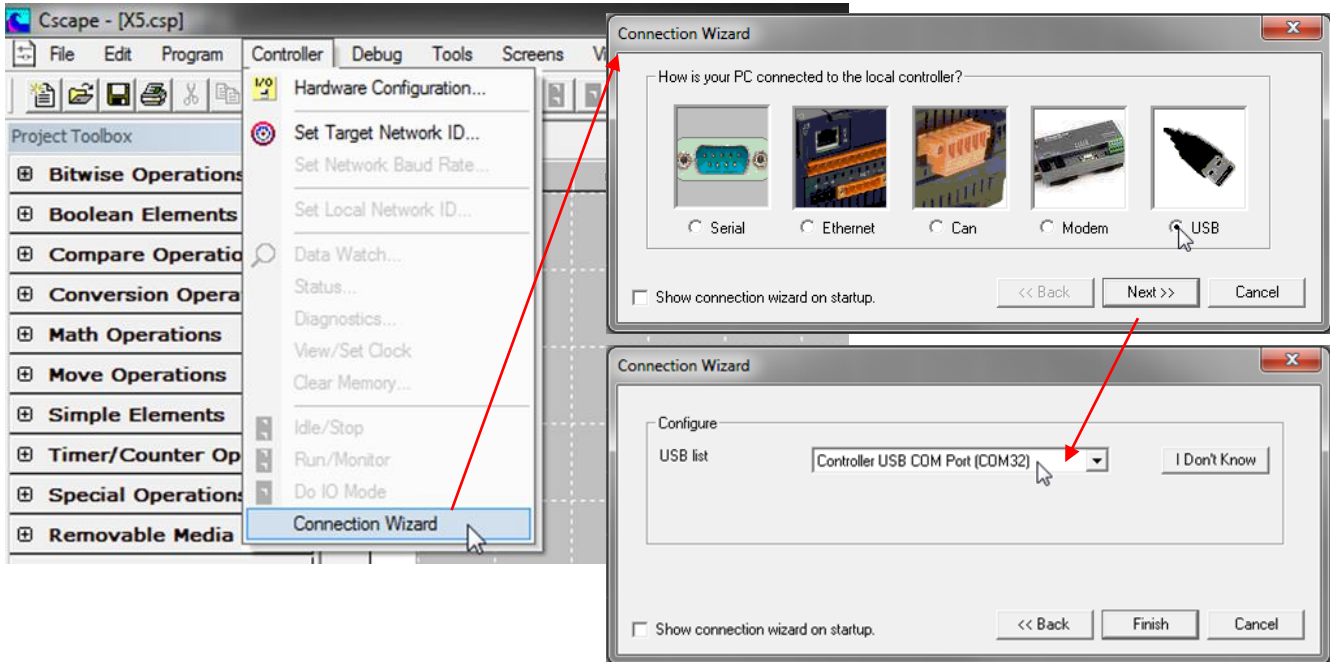 Cscape - [X5.csp]
File Edit Program Controller Debug Tools Screens
I/O
Project Toolbox
Bitwise Operations
Boolean Elements
Compare Operatio
Conversion Opera
Math Operations
Move Operations
Simple Elements
Timer/Counter Op
Special Operations
Removable Media
Hardware Configuration...
Set Target Network ID...
Set Network Baud Rate...
Set Local Network ID...
Data Watch...
Status...
Diagnostics...
View/Set Clock
Clear Memory...
Idle/Stop
Run/Monitor
Do IO Mode
Connection Wizard
Connection Wizard
How is your PC connected to the local controller?
Serial Ethernet Can Modem USB
Show connection wizard on startup.
<< Back Next >> Cancel
Connection Wizard
Configure
USB list Controller USB COM Port (COM32) I Don't Know
Show connection wizard on startup.
<< Back Finish Cancel